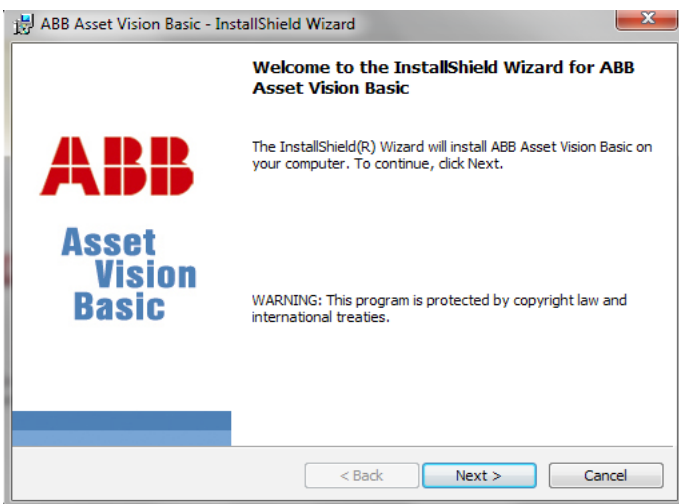 ABB Asset Vision Basic - InstallShield Wizard
Welcome to the InstallShield Wizard for ABB
Asset Vision Basic
ABB
The InstallShield(R) Wizard will install ABB Asset Vision Basic on
your computer. To continue, click Next.
Asset
Vision
Basic
WARNING: This program is protected by copyright law and
international treaties.
< Back
Next >
Cancel